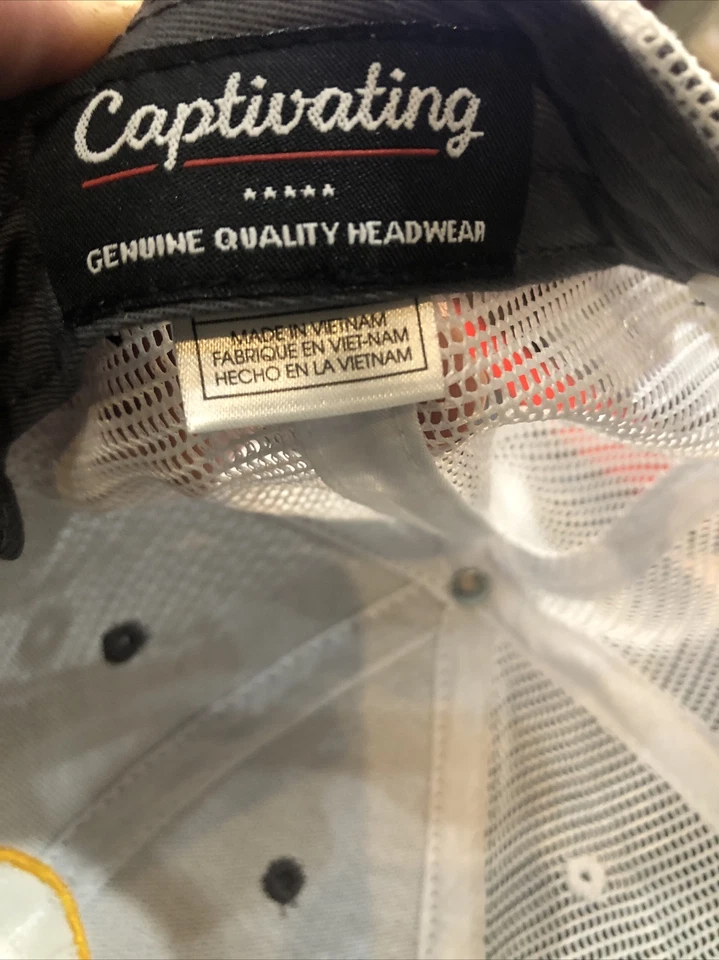 Captivating
★★★★★
GENUINE QUALITY HEADWEAR
MADE IN VIETNAM
FABRIQUE EN VIET-NAM
HECHO EN LA VIETNAM